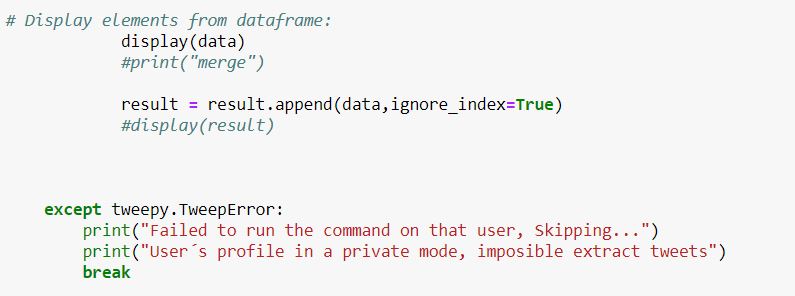 # Display elements from dataframe:
display(data)
#print("merge")
result = result.append(data,ignore_index=True)
#display(result)
except tweepy.TweepError:
print("Failed to run the command on that user, Skipping...")
print("User´s profile in a private mode, imposible extract tweets")
break